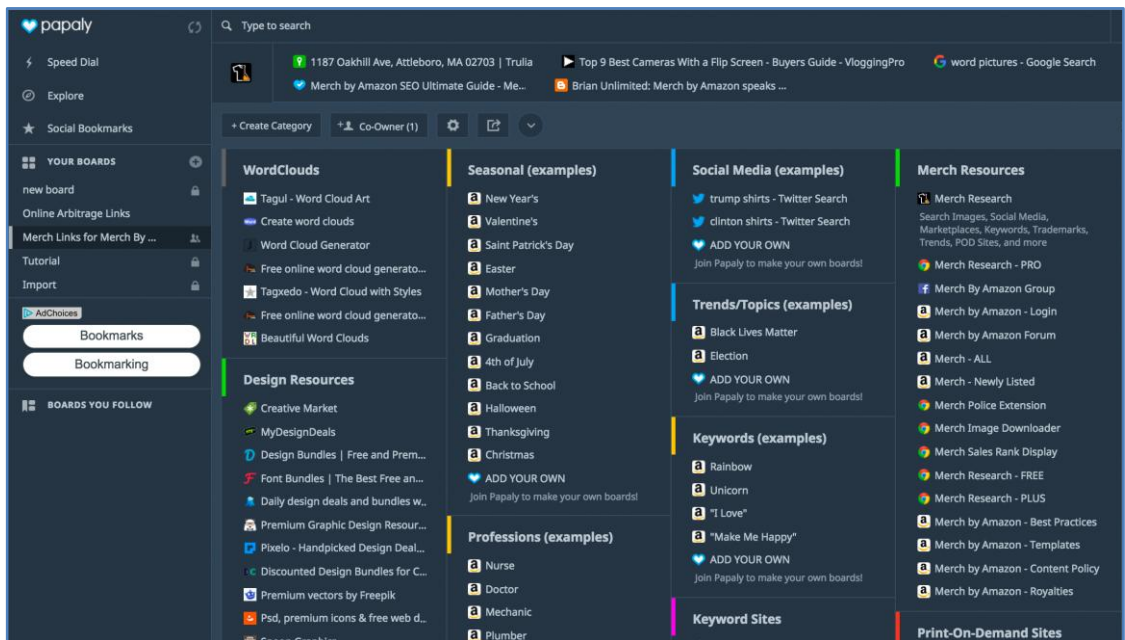 papaly
Speed Dial
Explore
Social Bookmarks
YOUR BOARDS
new board
Online Arbitrage Links
Merch Links for Merch By ...
Tutorial
Import
AdChoices
Bookmarks
Bookmarking
BOARDS YOU FOLLOW
Type to search
1187 Oakhill Ave, Attleboro, MA 02703 | Trulia
Top 9 Best Cameras With a Flip Screen - Buyers Guide - VloggingPro
word pictures - Google Search
Merch by Amazon SEO Ultimate Guide - Me...
Brian Unlimited: Merch by Amazon speaks ...
+ Create Category
Co-Owner (1)
WordClouds
Tagul - Word Cloud Art
Create word clouds
Word Cloud Generator
Free online word cloud generato...
Tagxedo - Word Cloud with Styles
Free online word cloud generato...
Beautiful Word Clouds
Design Resources
Creative Market
MyDesignDeals
Design Bundles | Free and Prem...
Font Bundles | The Best Free an...
Daily design deals and bundles w..
Premium Graphic Design Resour...
Pixelo - Handpicked Design Deal...
Discounted Design Bundles for C...
Premium vectors by Freepik
Psd, premium icons & free web d...
Seasonal (examples)
New Year's
Valentine's
Saint Patrick's Day
Easter
Mother's Day
Father's Day
Graduation
4th of July
Back to School
Halloween
Thanksgiving
Christmas
ADD YOUR OWN
Join Papaly to make your own boards!
Professions (examples)
Nurse
Doctor
Mechanic
Plumber
Social Media (examples)
trump shirts - Twitter Search
clinton shirts - Twitter Search
ADD YOUR OWN
Join Papaly to make your own boards!
Trends/Topics (examples)
Black Lives Matter
Election
ADD YOUR OWN
Join Papaly to make your own boards!
Keywords (examples)
Rainbow
Unicorn
"I Love"
"Make Me Happy"
ADD YOUR OWN
Join Papaly to make your own boards!
Keyword Sites
Merch Resources
Merch Research
Search Images, Social Media,
Marketplaces, Keywords, Trademarks,
Trends, POD Sites, and more
Merch Research - PRO
Merch By Amazon Group
Merch by Amazon - Login
Merch by Amazon Forum
Merch - ALL
Merch - Newly Listed
Merch Police Extension
Merch Image Downloader
Merch Sales Rank Display
Merch Research - FREE
Merch Research - PLUS
Merch by Amazon - Best Practices
Merch by Amazon - Templates
Merch by Amazon - Content Policy
Merch by Amazon - Royalties
Print-On-Demand Sites